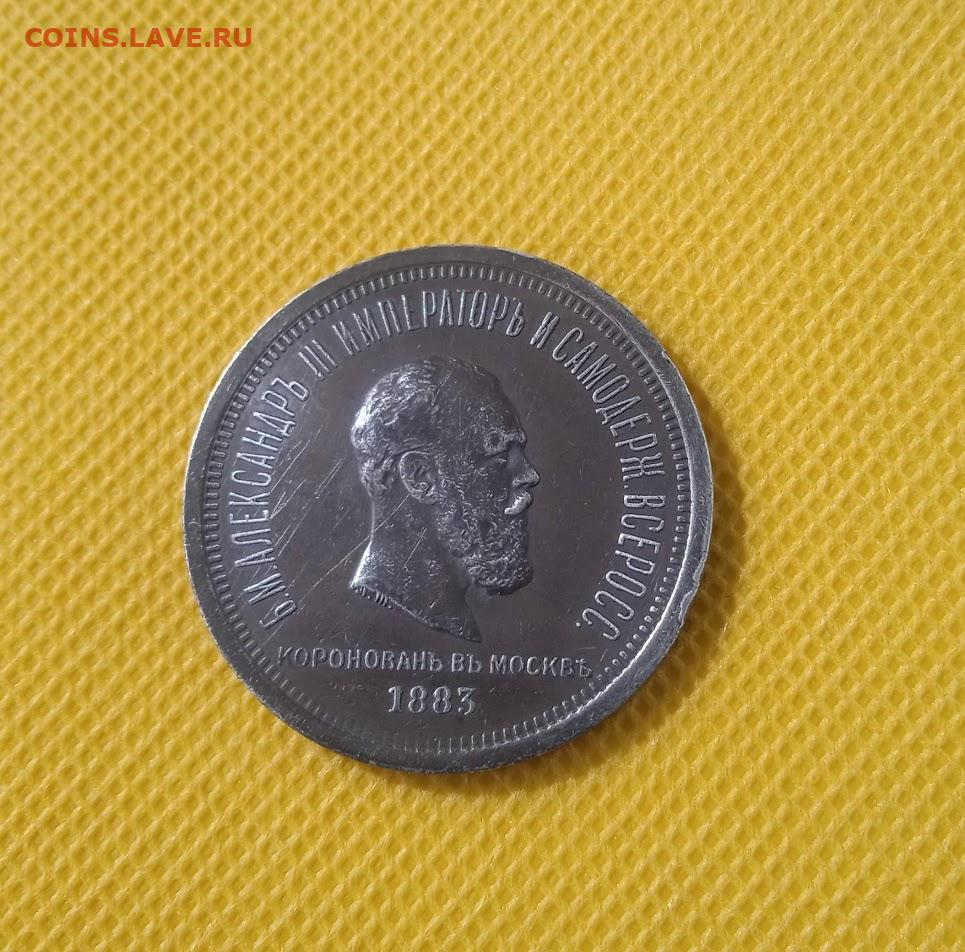 COINS.LAVE.RU
Б.М.АЛЕКСАНДРЪ III ИМПЕРАТОРЪ И САМОДЕРЖ. ВСЕРОСС.
КОРОНОВАНЪ ВЪ МОСКВѢ
1883